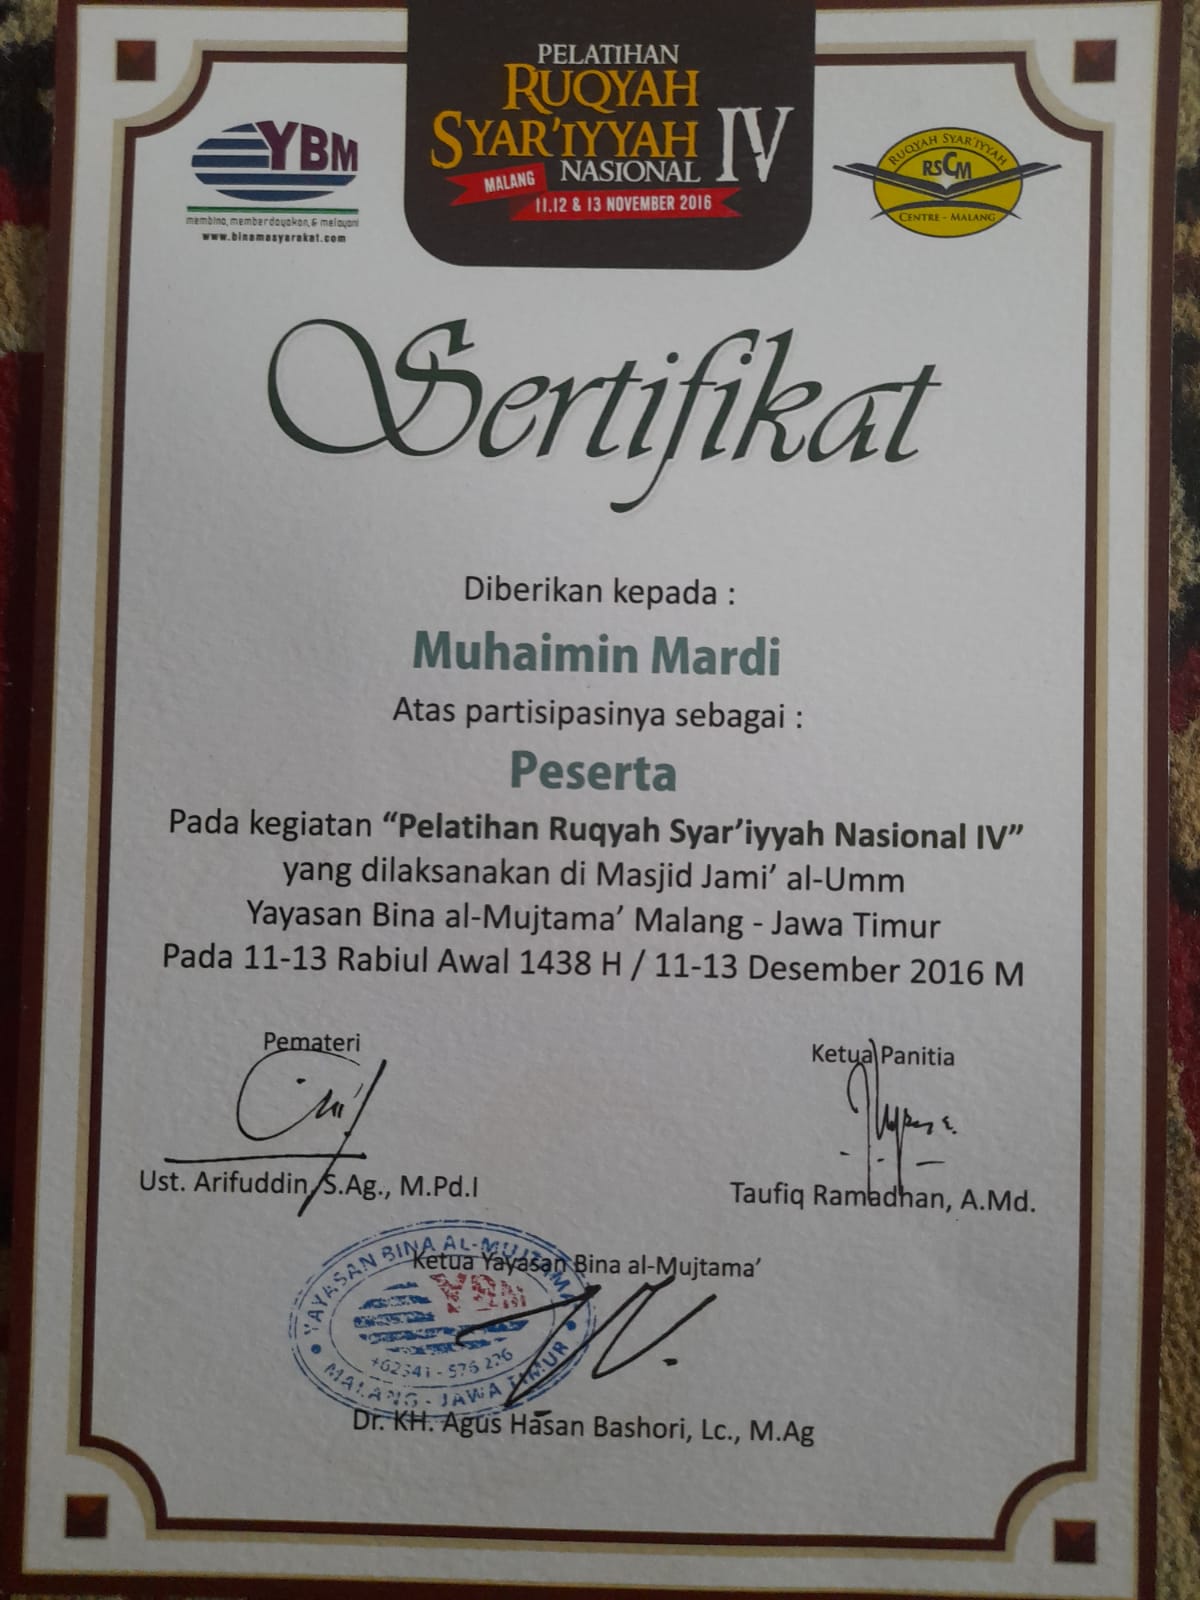 PELATIHAN
RUQYAH
SYAR'IYYAH
NASIONAL IV
MALANG
11.12 & 13 NOVEMBER 2016
YBM
membina, memberdayakan, & melayani
www.binamasyarakat.com
RUQYAH SYAR'IYYAH
RSCM
CENTRE - MALANG
Sertifikat
Diberikan kepada :
Muhaimin Mardi
Atas partisipasinya sebagai :
Peserta
Pada kegiatan “Pelatihan Ruqyah Syar’iyyah Nasional IV”
yang dilaksanakan di Masjid Jami’ al-Umm
Yayasan Bina al-Mujtama’ Malang - Jawa Timur
Pada 11-13 Rabiul Awal 1438 H / 11-13 Desember 2016 M
Pemateri
Ust. Arifuddin, S.Ag., M.Pd.I
Ketua Panitia
Taufiq Ramadhan, A.Md.
Ketua Yayasan Bina al-Mujtama’
YAYASAN BINA AL-MUJTAMA'
YBM
+62341 - 576 226
MALANG - JAWA TIMUR
Dr. KH. Agus Hasan Bashori, Lc., M.Ag